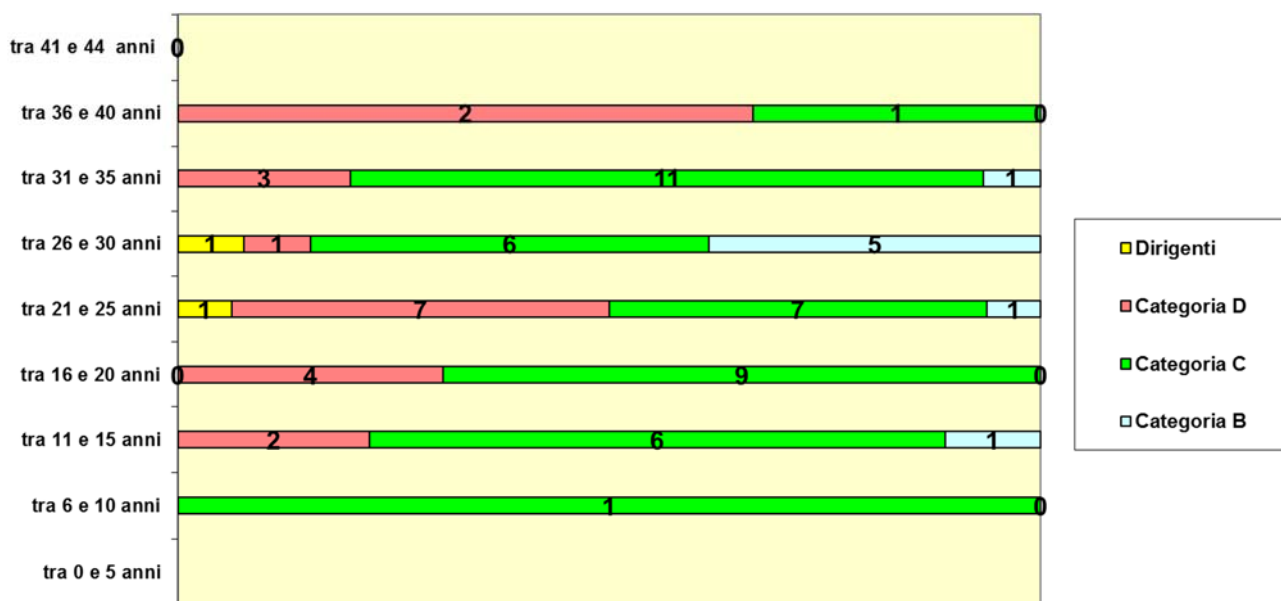 tra 41 e 44 anni 0
tra 36 e 40 anni 2 1 0
tra 31 e 35 anni 3 11 1
tra 26 e 30 anni 1 1 6 5
tra 21 e 25 anni 1 7 7 1
tra 16 e 20 anni 0 4 9 0
tra 11 e 15 anni 2 6 1
tra 6 e 10 anni 1 0
tra 0 e 5 anni
Dirigenti
Categoria D
Categoria C
Categoria B